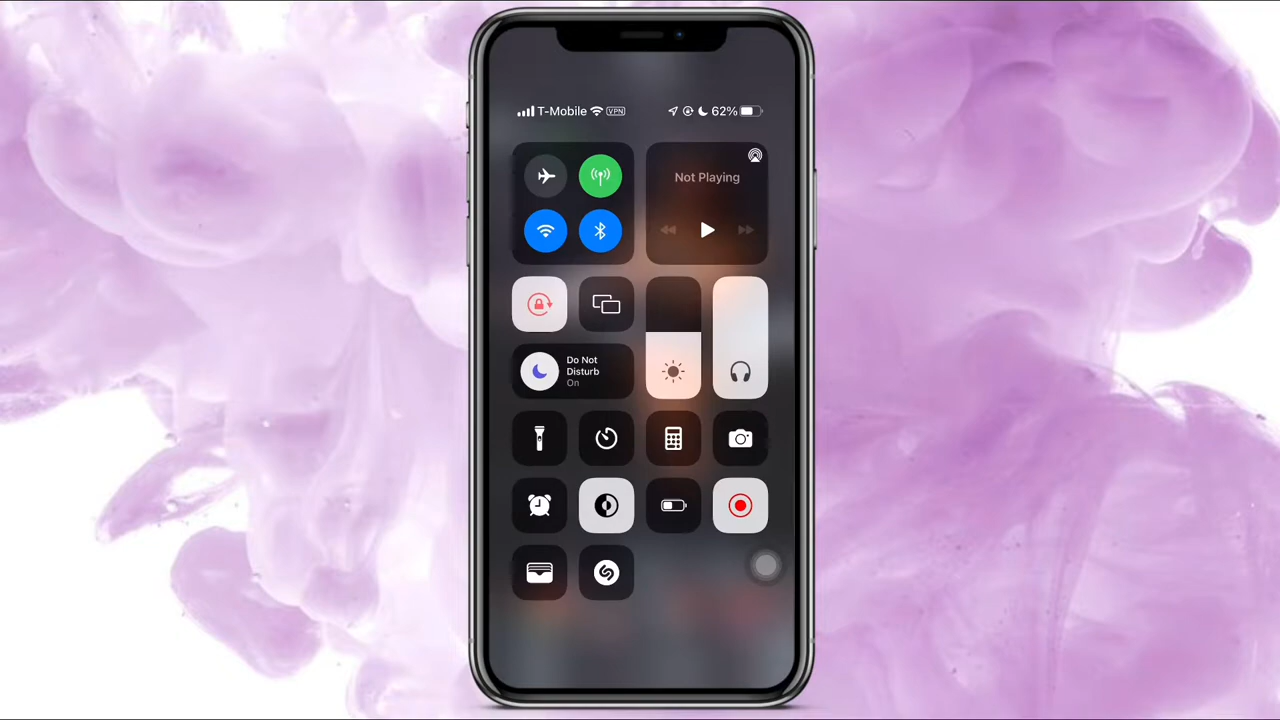 T-Mobile VPN 62%
Not Playing
Do Not
Disturb
On